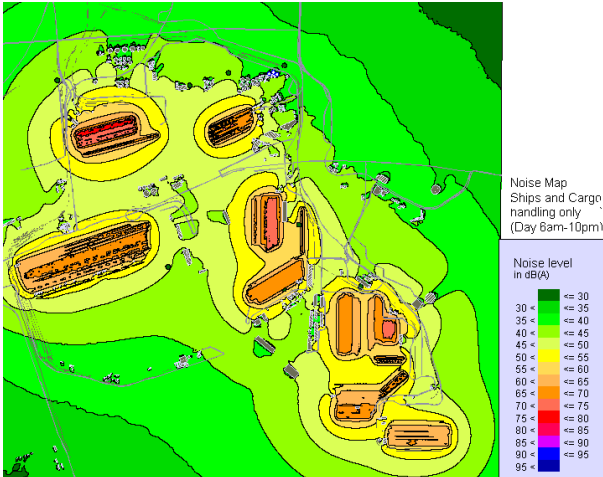 Noise Map
Ships and Cargo
handling only
(Day 6am-10pm)
Noise level
in dB(A)
<= 30
30 < <= 35
35 < <= 40
40 < <= 45
45 < <= 50
50 < <= 55
55 < <= 60
60 < <= 65
65 < <= 70
70 < <= 75
75 < <= 80
80 < <= 85
85 < <= 90
90 < <= 95
95 <